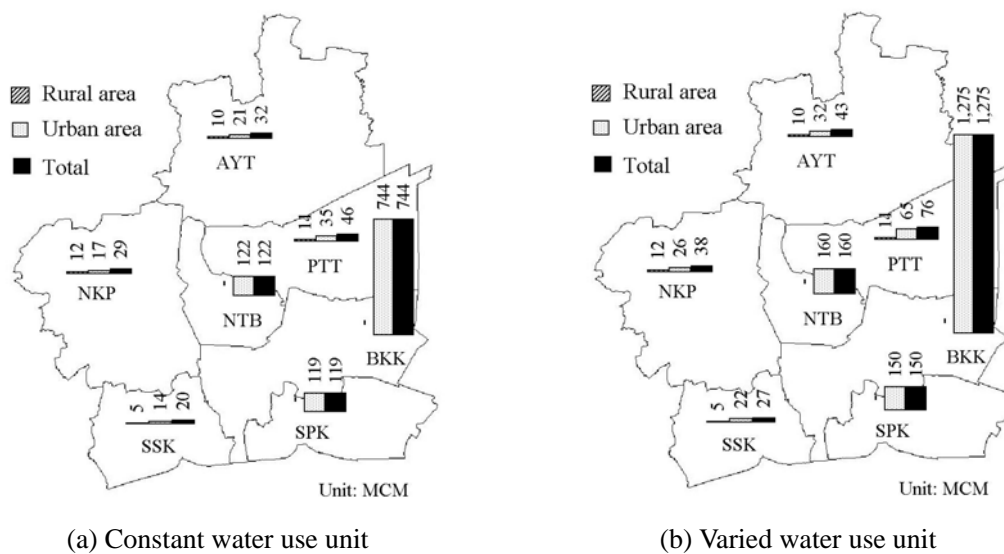 Rural area
Urban area
Total
10 21 32
AYT
12 17 29
NKP
14 35 46
PTT
122 122
NTB
744 744
BKK
119 119
SPK
5 14 20
SSK
Unit: MCM
(a) Constant water use unit
Rural area
Urban area
Total
10 32 43
AYT
1,275 1,275
BKK
12 26 38
NKP
14 65 76
PTT
160 160
NTB
150 150
SPK
5 22 27
SSK
Unit: MCM
(b) Varied water use unit